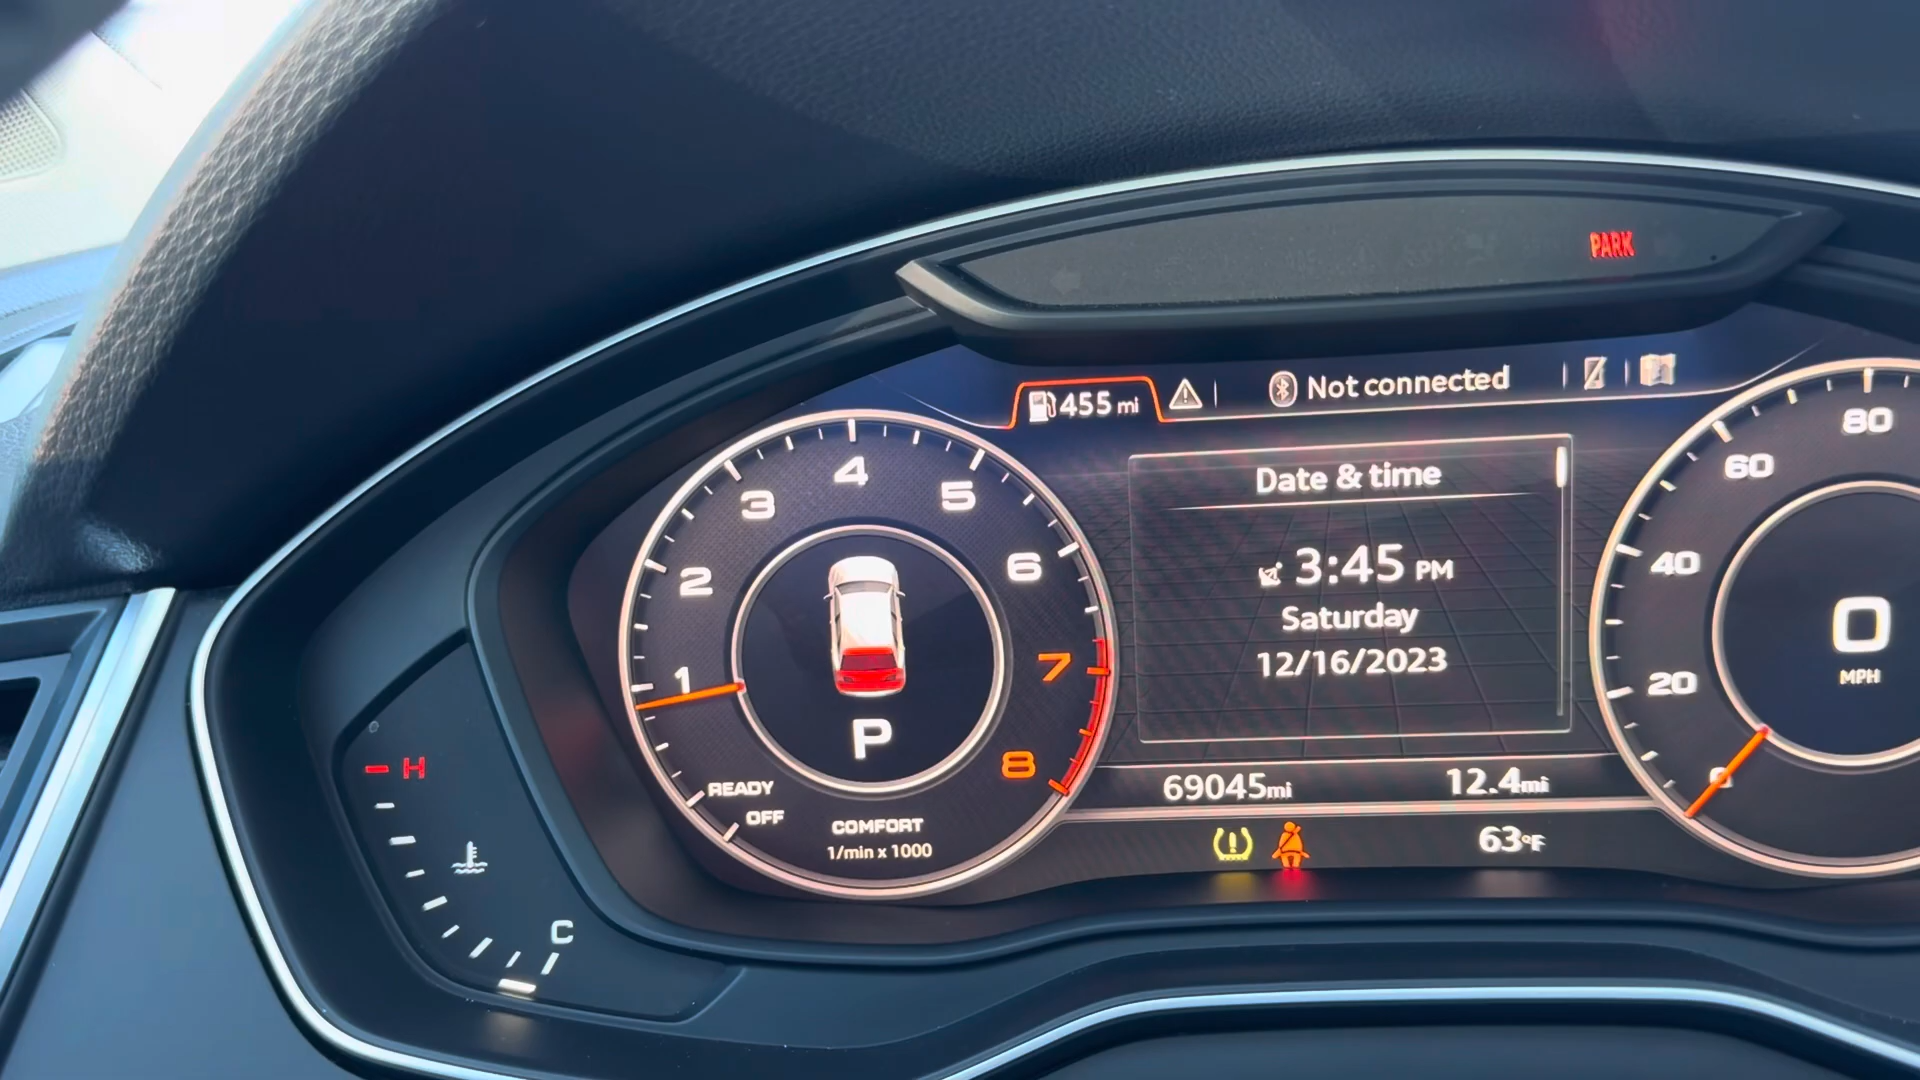 PARK
455 mi
Not connected
Date & time
3:45 PM
Saturday
12/16/2023
69045mi
12.4mi
63°F
1
2
3
4
5
6
7
8
P
READY
OFF
COMFORT
1/min x 1000
H
C
0
20
40
60
80
0
MPH